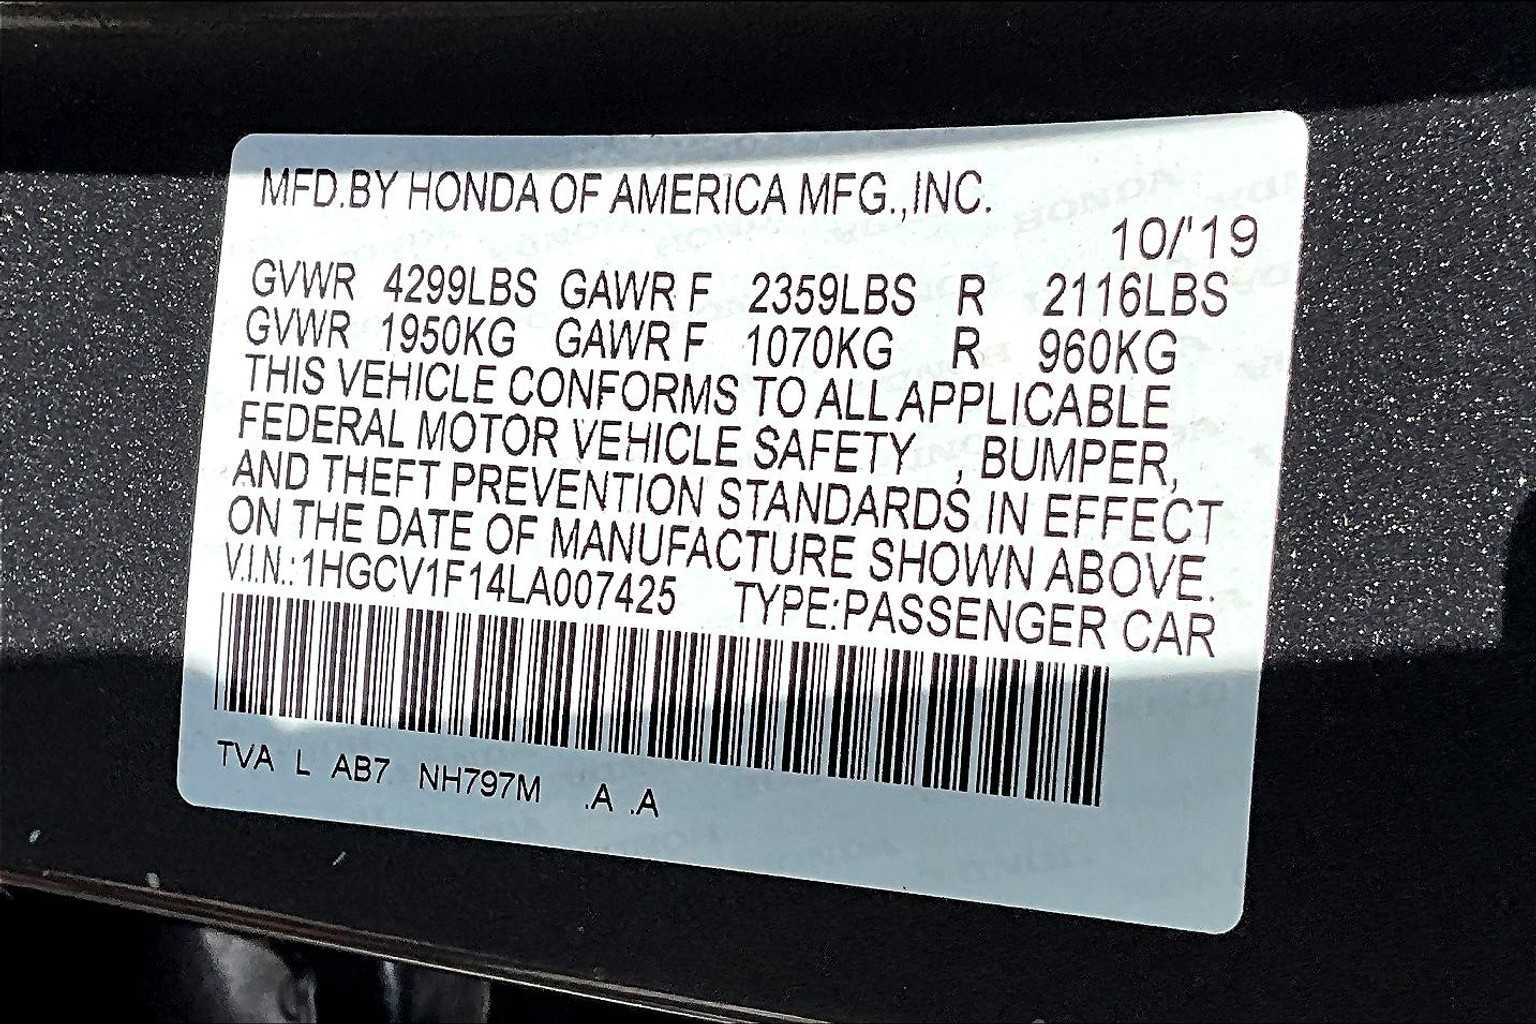 MFD.BY HONDA OF AMERICA MFG.,INC.
10/'19
GVWR 4299LBS GAWR F 2359LBS R 2116LBS
GVWR 1950KG GAWR F 1070KG R 960KG
THIS VEHICLE CONFORMS TO ALL APPLICABLE
FEDERAL MOTOR VEHICLE SAFETY , BUMPER,
AND THEFT PREVENTION STANDARDS IN EFFECT
ON THE DATE OF MANUFACTURE SHOWN ABOVE.
V.I.N.:1HGCV1F14LA007425 TYPE:PASSENGER CAR
TVA L AB7 NH797M .A .A